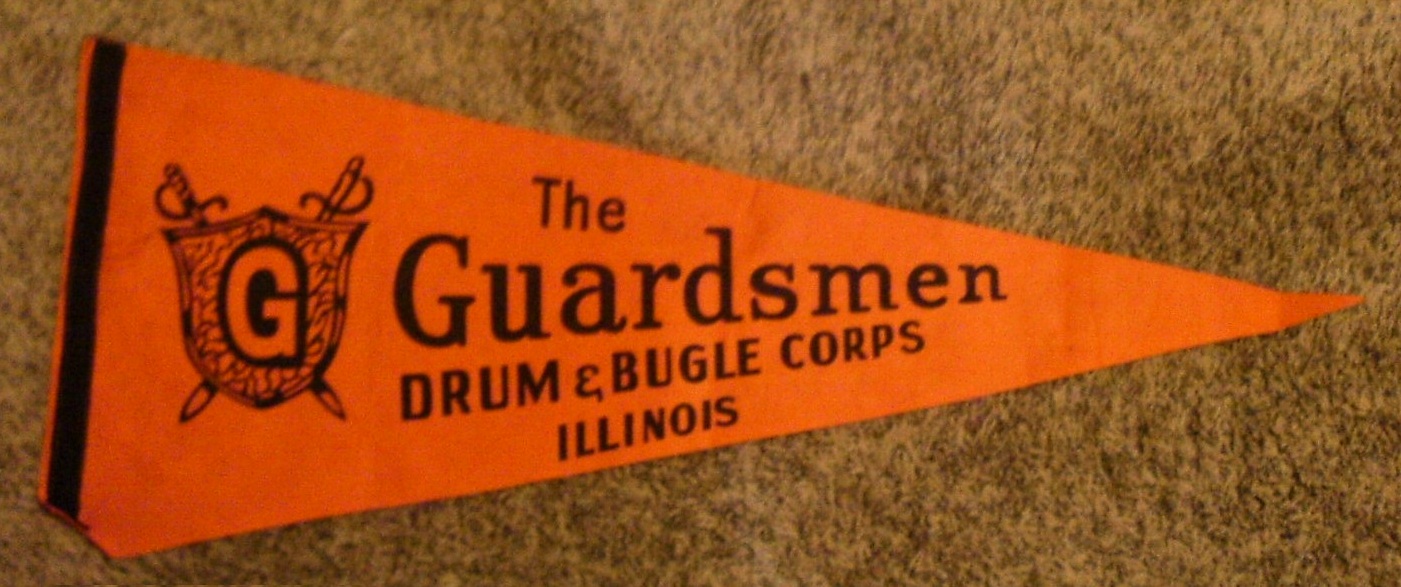 G
The
Guardsmen
DRUM & BUGLE CORPS
ILLINOIS